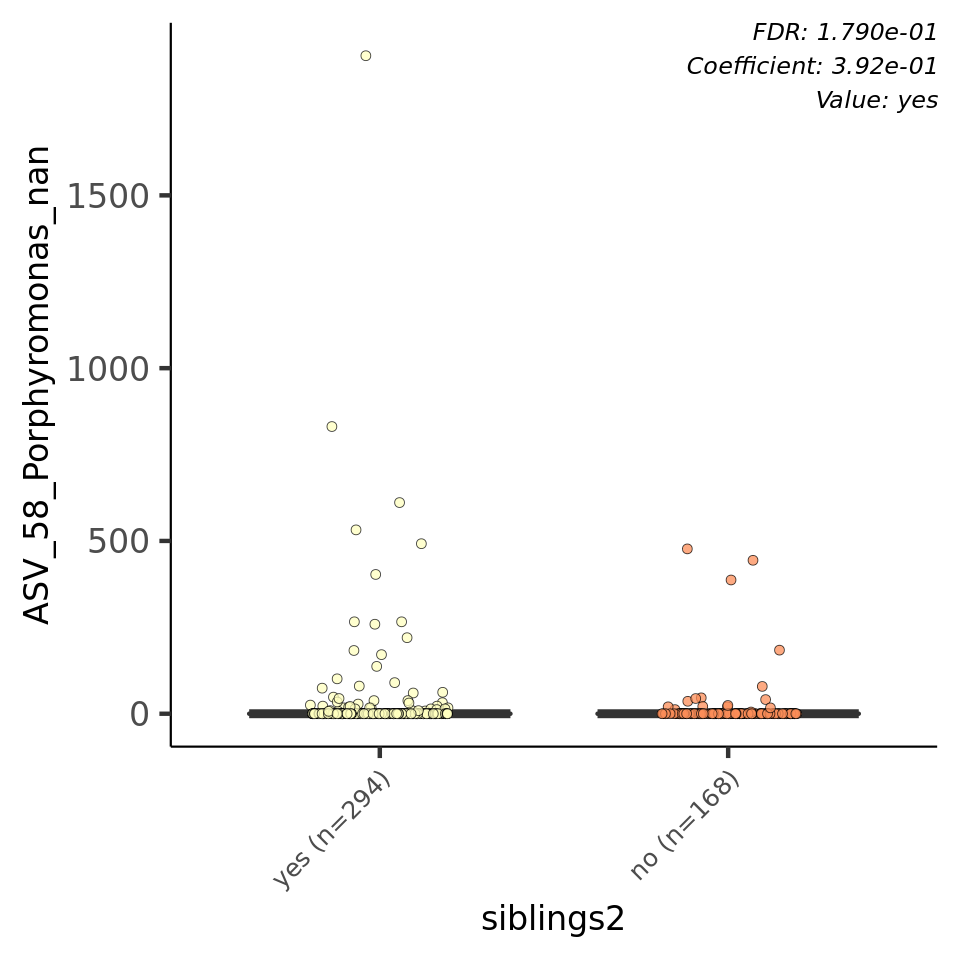 FDR: 1.790e-01
Coefficient: 3.92e-01
Value: yes
ASV_58_Porphyromonas_nan
1500
1000
500
0
yes (n=294)
no (n=168)
siblings2